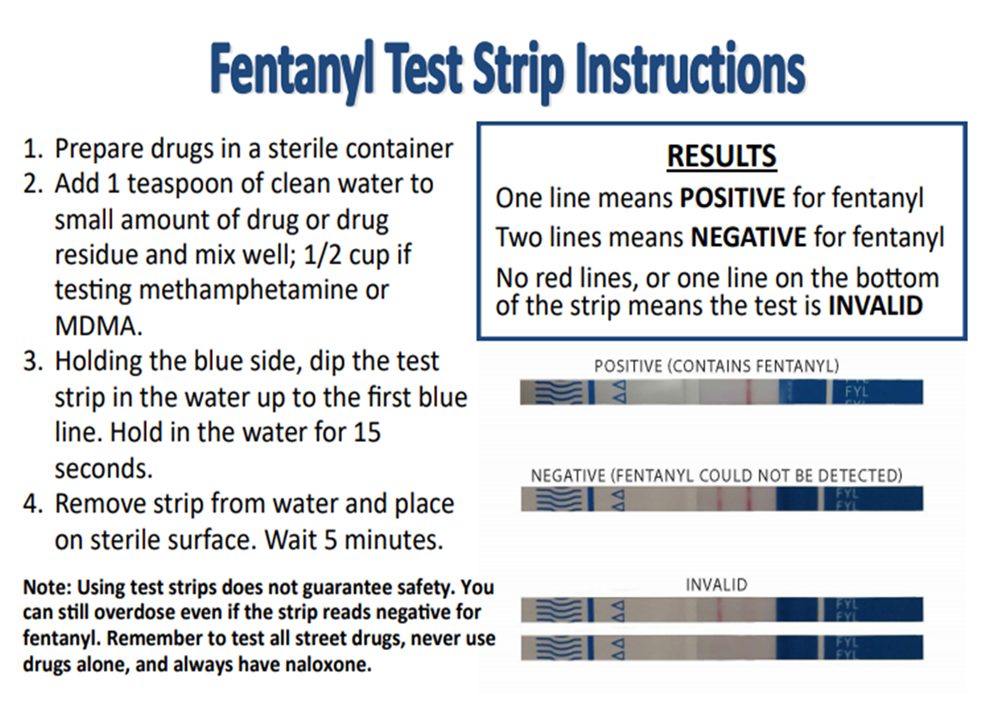 Fentanyl Test Strip Instructions
1. Prepare drugs in a sterile container
2. Add 1 teaspoon of clean water to
small amount of drug or drug
residue and mix well; 1/2 cup if
testing methamphetamine or
MDMA.
3. Holding the blue side, dip the test
strip in the water up to the first blue
line. Hold in the water for 15
seconds.
4. Remove strip from water and place
on sterile surface. Wait 5 minutes.
Note: Using test strips does not guarantee safety. You
can still overdose even if the strip reads negative for
fentanyl. Remember to test all street drugs, never use
drugs alone, and always have naloxone.
RESULTS
One line means POSITIVE for fentanyl
Two lines means NEGATIVE for fentanyl
No red lines, or one line on the bottom
of the strip means the test is INVALID
POSITIVE (CONTAINS FENTANYL)
FYL
FYL
NEGATIVE (FENTANYL COULD NOT BE DETECTED)
FYL
FYL
INVALID
FYL
FYL
FYL
FYL